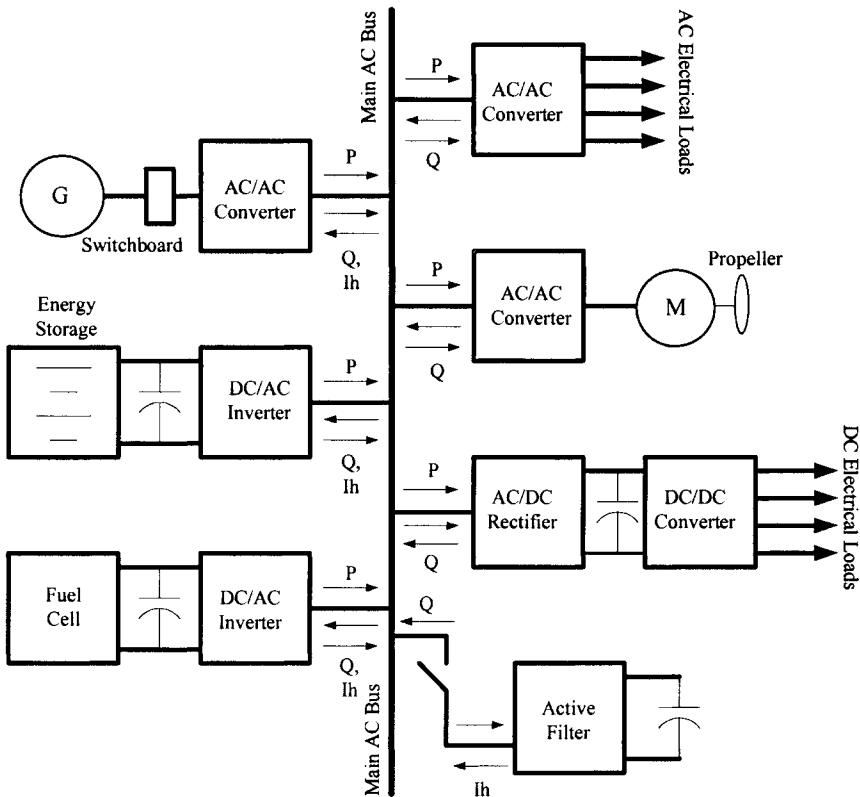 Main AC Bus
P
AC/AC
Converter
Q
AC Electrical Loads
G
Switchboard
AC/AC
Converter
P
Q,
Ih
P
AC/AC
Converter
Q
M
Propeller
Energy
Storage
DC/AC
Inverter
P
Q,
Ih
P
AC/DC
Rectifier
Q
DC/DC
Converter
DC Electrical Loads
Fuel
Cell
DC/AC
Inverter
P
Q,
Ih
Main AC Bus
Q
Active
Filter
Ih